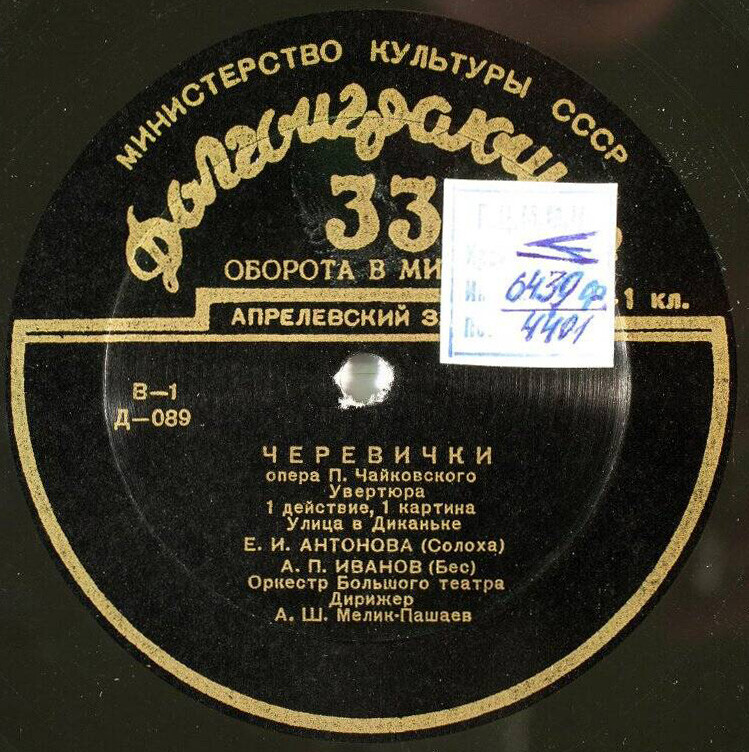 МИНИСТЕРСТВО КУЛЬТУРЫ СССР
33
ОБОРОТА В
1 кл.
АПРЕЛЕВСКИЙ
6439
4401
В–1
Д–089
ЧЕРЕВИЧКИ
опера П. Чайковского
Увертюра
1 действие, 1 картина
Улица в Диканьке
Е. И. АНТОНОВА (Солоха)
А. П. ИВАНОВ (Бес)
Оркестр Большого театра
Дирижер
А. Ш. Мелик-Пашаев